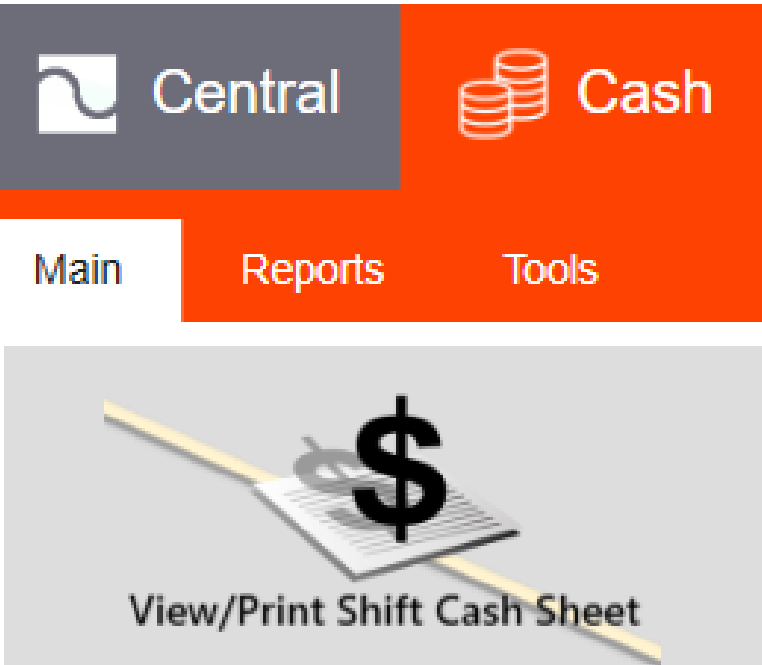 Central Cash
Main Reports Tools
$
$
View/Print Shift Cash Sheet